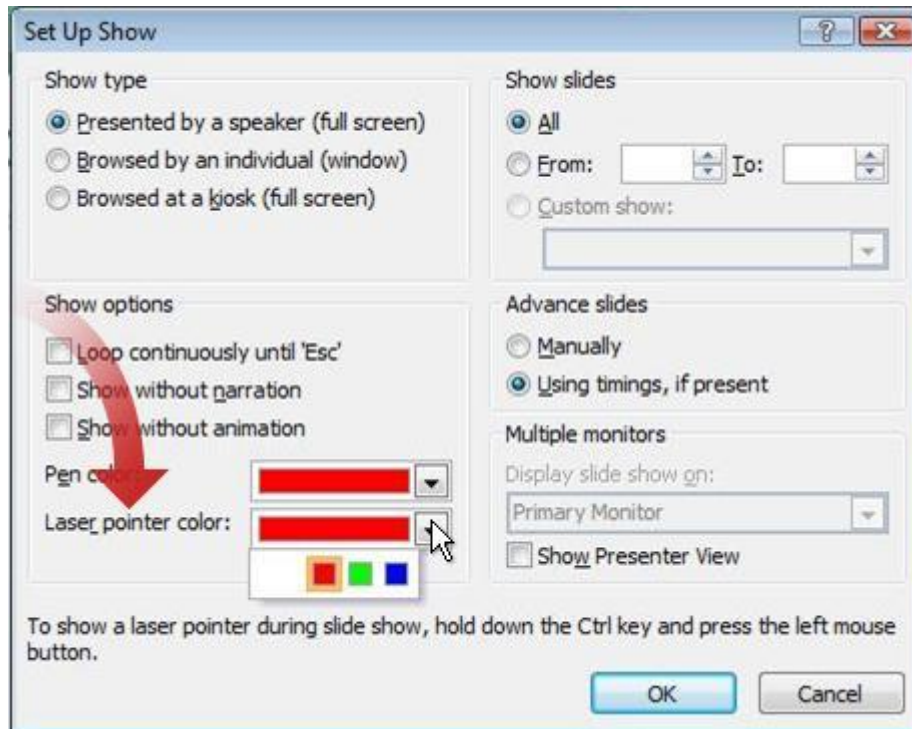 Set Up Show
Show type
Presented by a speaker (full screen)
Browsed by an individual (window)
Browsed at a kiosk (full screen)
Show slides
All
From: To:
Custom show:
Show options
Loop continuously until 'Esc'
Show without narration
Show without animation
Pen color:
Laser pointer color:
Advance slides
Manually
Using timings, if present
Multiple monitors
Display slide show on:
Primary Monitor
Show Presenter View
To show a laser pointer during slide show, hold down the Ctrl key and press the left mouse
button.
OK Cancel